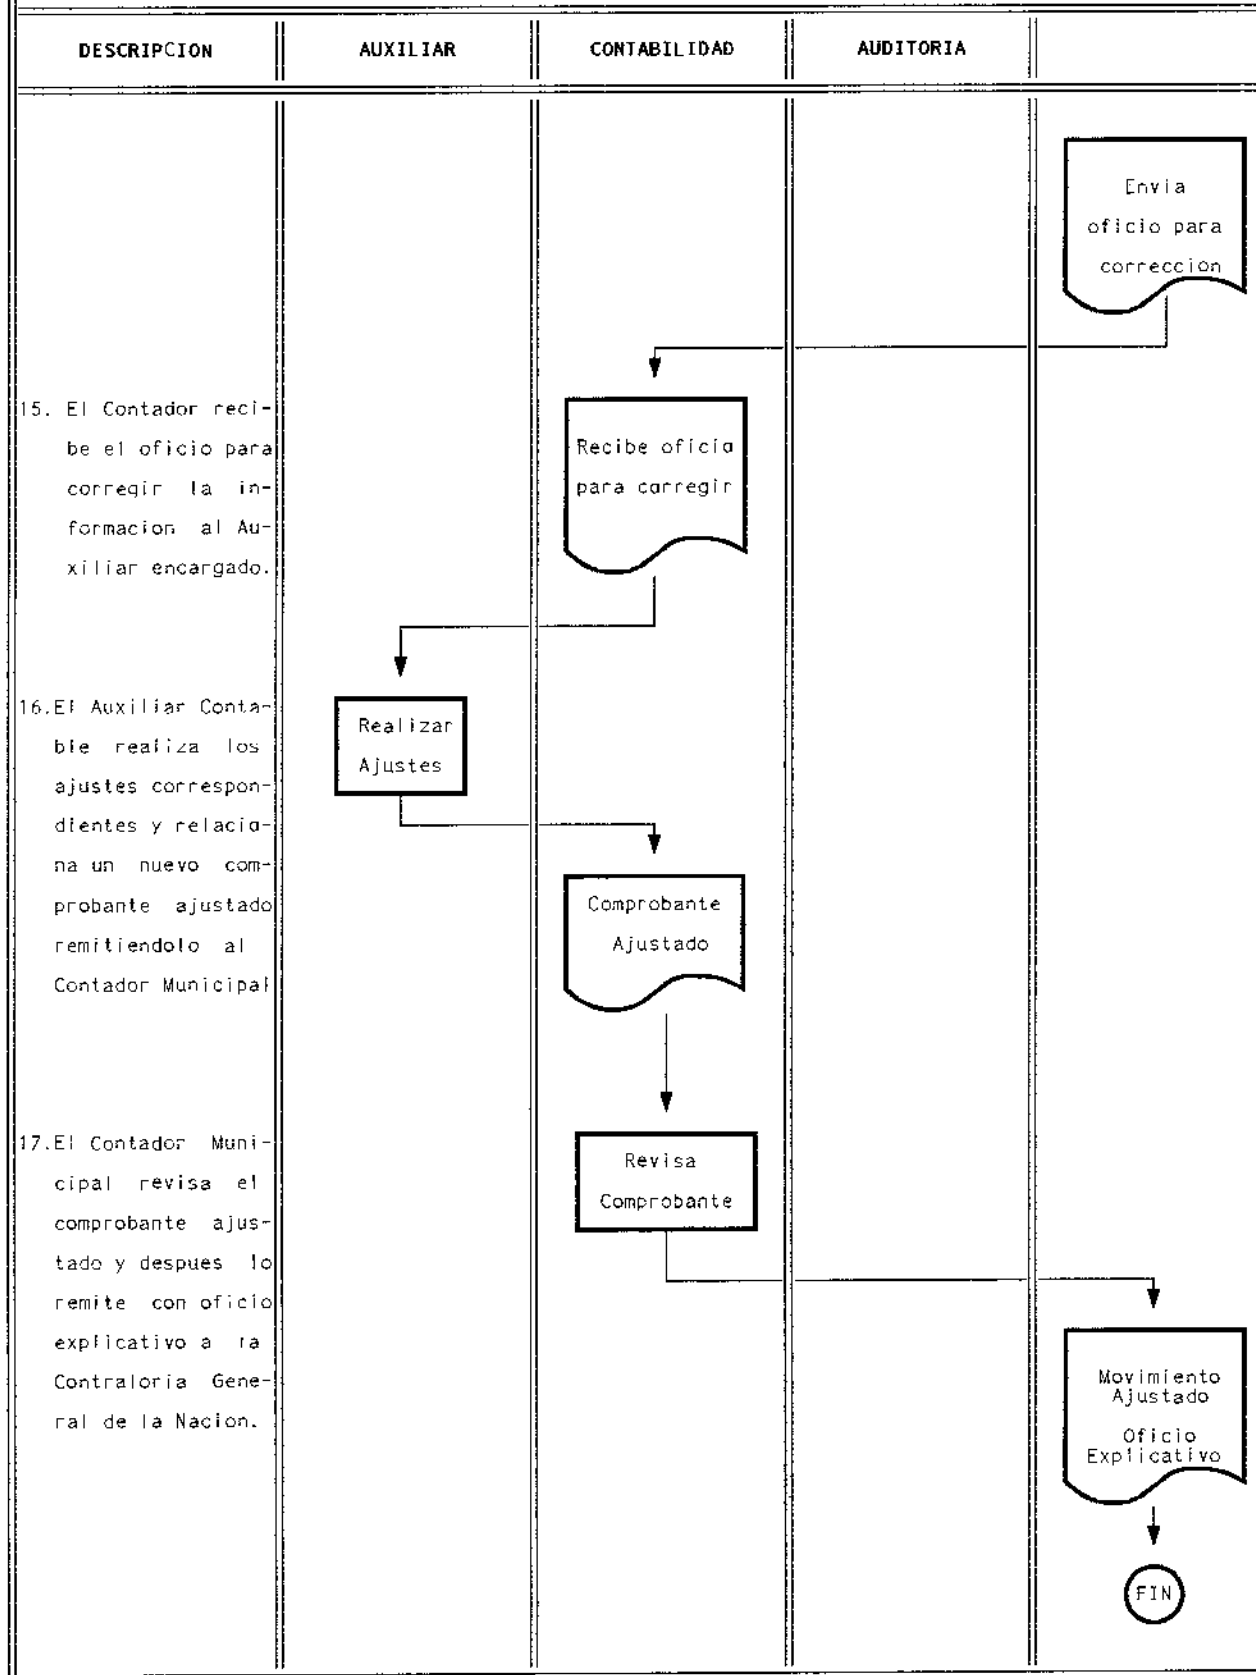 DESCRIPCION
AUXILIAR
CONTABILIDAD
AUDITORIA
Envia
oficio para
correccion
15. El Contador reci-
be el oficio para
corregir la in-
formacion al Au-
xiliar encargado.
Recibe oficio
para corregir
16.El Auxiliar Conta-
ble realiza los
ajustes correspon-
dientes y relacio-
na un nuevo com-
probante ajustado
remitiendolo al
Contador Municipal
Realizar
Ajustes
Comprobante
Ajustado
17.El Contador Muni-
cipal revisa el
comprobante ajus-
tado y despues lo
remite con oficio
explicativo a la
Contraloria Gene-
ral de la Nacion.
Revisa
Comprobante
Movimiento
Ajustado
Oficio
Explicativo
FIN